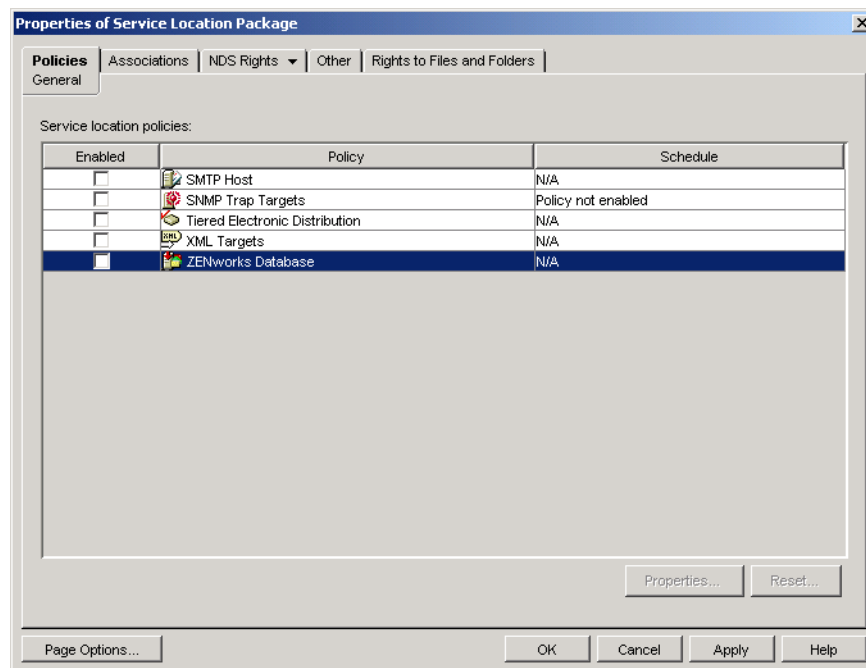 Properties of Service Location Package
Policies Associations NDS Rights Other Rights to Files and Folders
General
Service location policies:
Enabled Policy Schedule
SMTP Host N/A
SNMP Trap Targets Policy not enabled
Tiered Electronic Distribution N/A
XML Targets N/A
ZENworks Database N/A
Properties... Reset...
Page Options... OK Cancel Apply Help